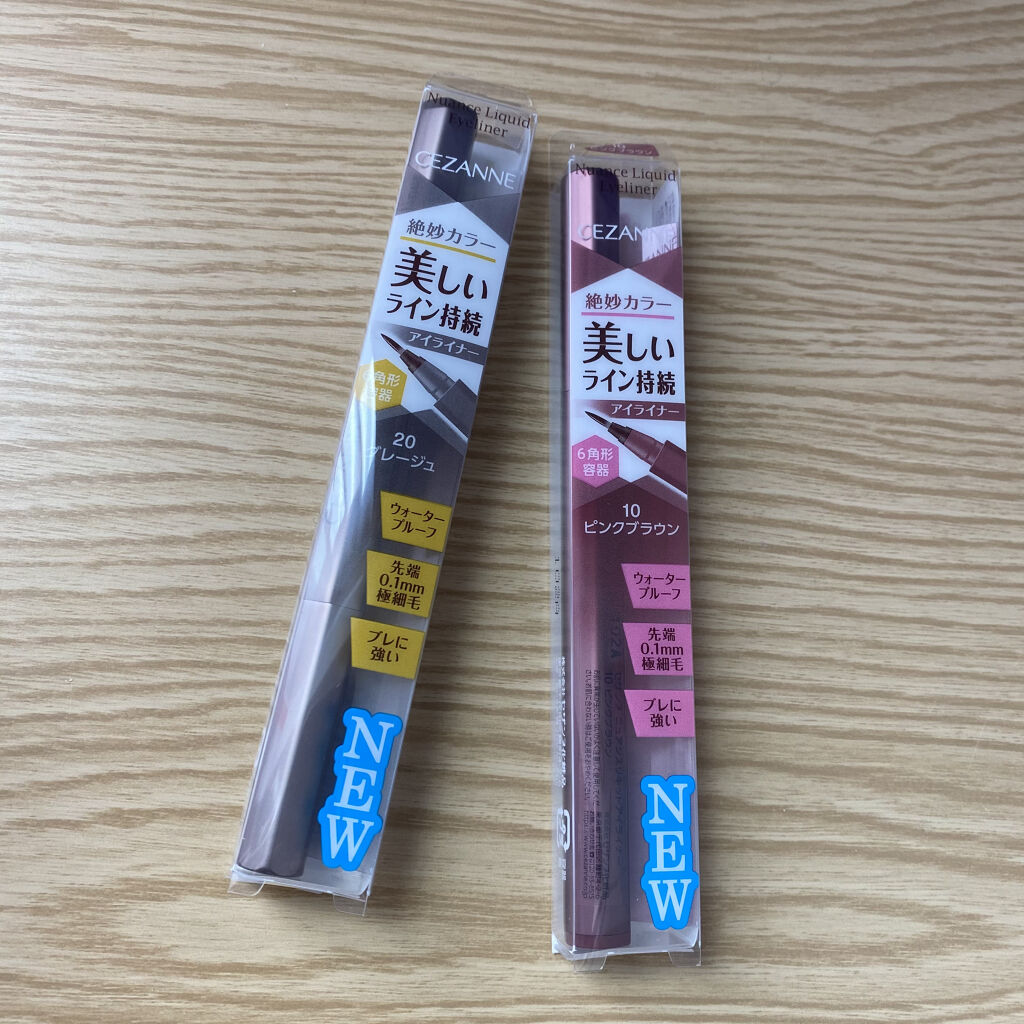 Nuance Liquid
Eyeliner
CEZANNE
絶妙カラー
美しい
ライン持続
アイライナー
6角形
容器
20
グレージュ
ウォーター
プルーフ
先端
0.1mm
極細毛
ブレに
強い
NEW
Nuance Liquid
Eyeliner
CEZANNE
絶妙カラー
美しい
ライン持続
アイライナー
6角形
容器
10
ピンクブラウン
ウォーター
プルーフ
先端
0.1mm
極細毛
ブレに
強い
NEW